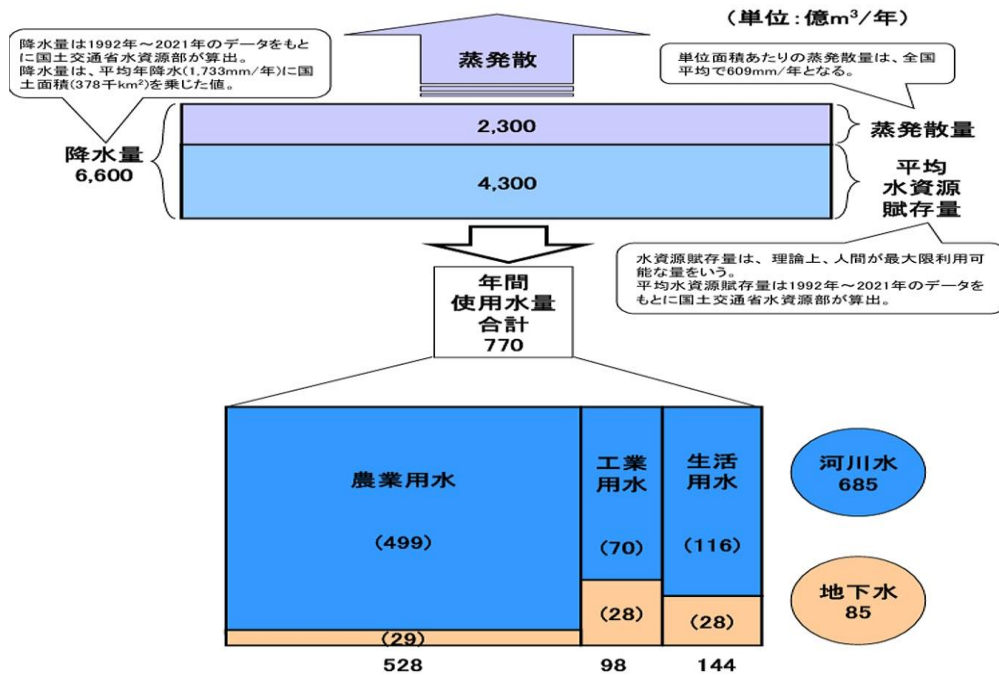 (単位:億m³/年)
降水量は1992年～2021年のデータをもと
に国土交通省水資源部が算出。
降水量は、平均年降水(1,733mm/年)に国
土面積(378千km²)を乗じた値。
蒸発散
単位面積あたりの蒸発散量は、全国
平均で609mm/年となる。
降水量
6,600
2,300
蒸発散量
4,300
平均
水資源
賦存量
水資源賦存量は、理論上、人間が最大限利用可
能な量をいう。
平均水資源賦存量は1992年～2021年のデータを
もとに国土交通省水資源部が算出。
年間
使用水量
合計
770
農業用水
(499)
(29)
528
工業
用水
(70)
(28)
98
生活
用水
(116)
(28)
144
河川水
685
地下水
85